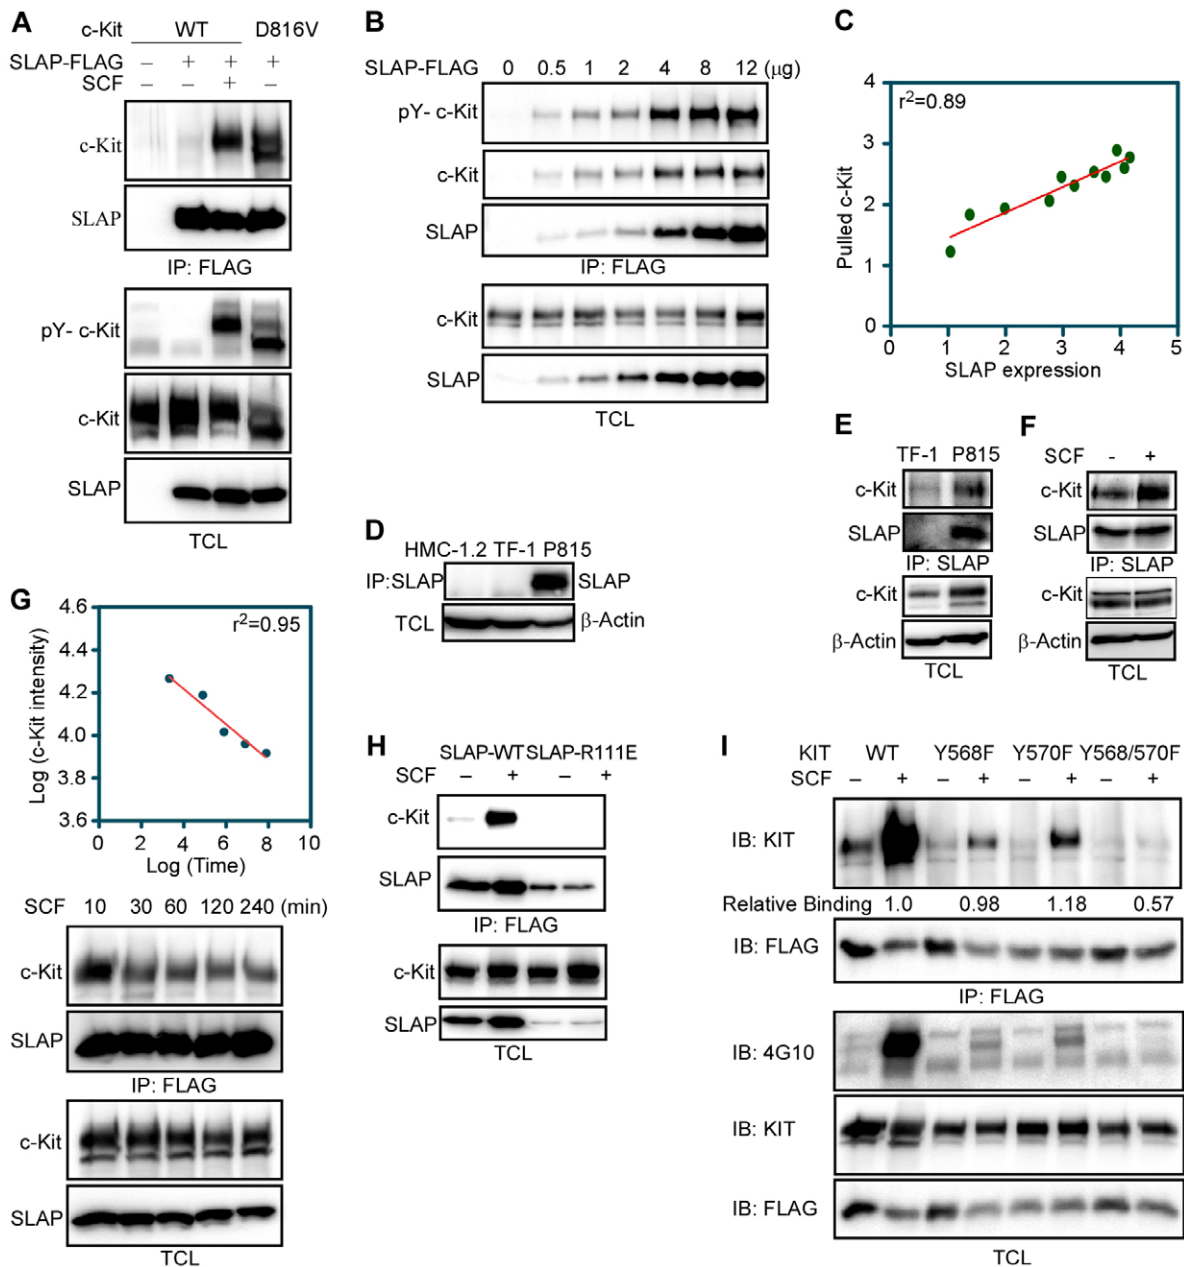 A
c-Kit WT D816V
SLAP-FLAG – + + +
SCF – – + –
c-Kit
SLAP
IP: FLAG
pY- c-Kit
c-Kit
SLAP
TCL
B
SLAP-FLAG 0 0.5 1 2 4 8 12 (µg)
pY- c-Kit
c-Kit
SLAP
IP: FLAG
c-Kit
SLAP
TCL
C
r²=0.89
Pulled c-Kit
4
3
2
1
0
0 1 2 3 4 5
SLAP expression
D
HMC-1.2 TF-1 P815
IP:SLAP SLAP
TCL β-Actin
E
TF-1 P815
c-Kit
SLAP
IP: SLAP
c-Kit
β-Actin
TCL
F
SCF - +
c-Kit
SLAP
IP: SLAP
c-Kit
β-Actin
TCL
G
r²=0.95
Log (c-Kit intensity)
4.6
4.4
4.2
4.0
3.8
3.6
0 2 4 6 8 10
Log (Time)
SCF 10 30 60 120 240 (min)
c-Kit
SLAP
IP: FLAG
c-Kit
SLAP
TCL
H
SLAP-WT SLAP-R111E
SCF – + – +
c-Kit
SLAP
IP: FLAG
c-Kit
SLAP
TCL
I
KIT WT Y568F Y570F Y568/570F
SCF – + – + – + – +
IB: KIT
Relative Binding 1.0 0.98 1.18 0.57
IB: FLAG
IP: FLAG
IB: 4G10
IB: KIT
IB: FLAG
TCL